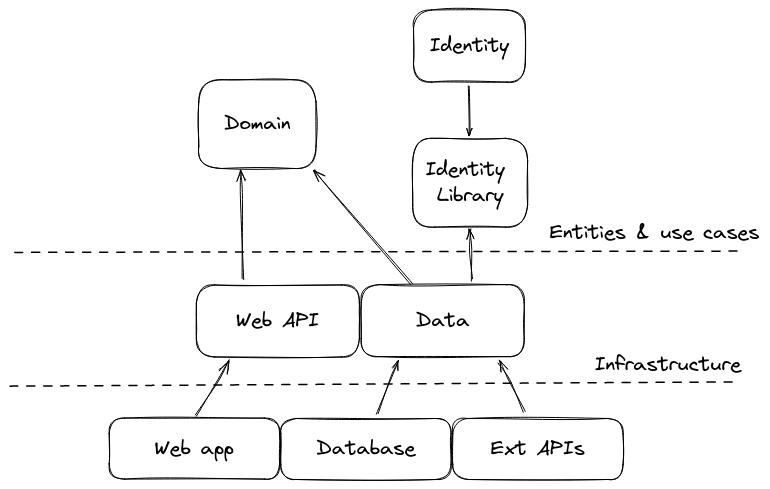 Identity
Domain
Identity
Library
Entities & use cases
Web API
Data
Infrastructure
Web app
Database
Ext APIs